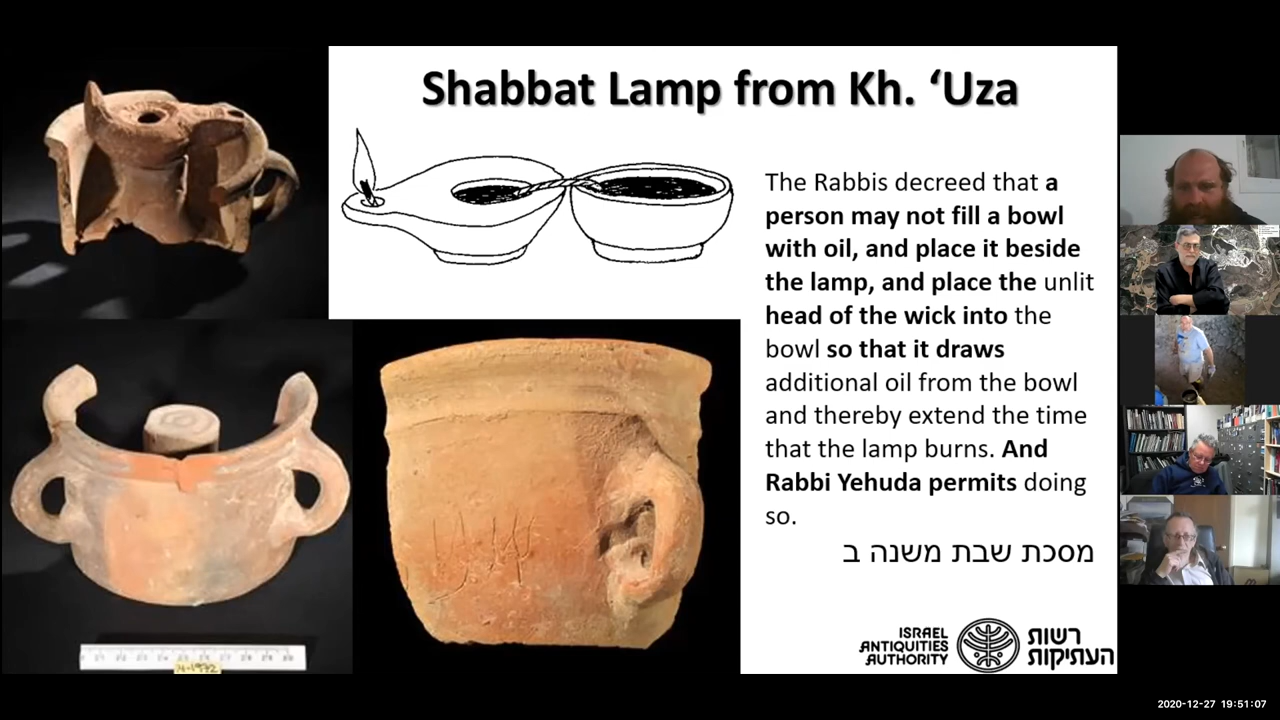 Shabbat Lamp from Kh. ‘Uza
The Rabbis decreed that a
person may not fill a bowl
with oil, and place it beside
the lamp, and place the unlit
head of the wick into the
bowl so that it draws
additional oil from the bowl
and thereby extend the time
that the lamp burns. And
Rabbi Yehuda permits doing
so.
מסכת שבת משנה ב
ISRAEL
ANTIQUITIES
AUTHORITY
רשות
העתיקות
2020-12-27 19:51:07